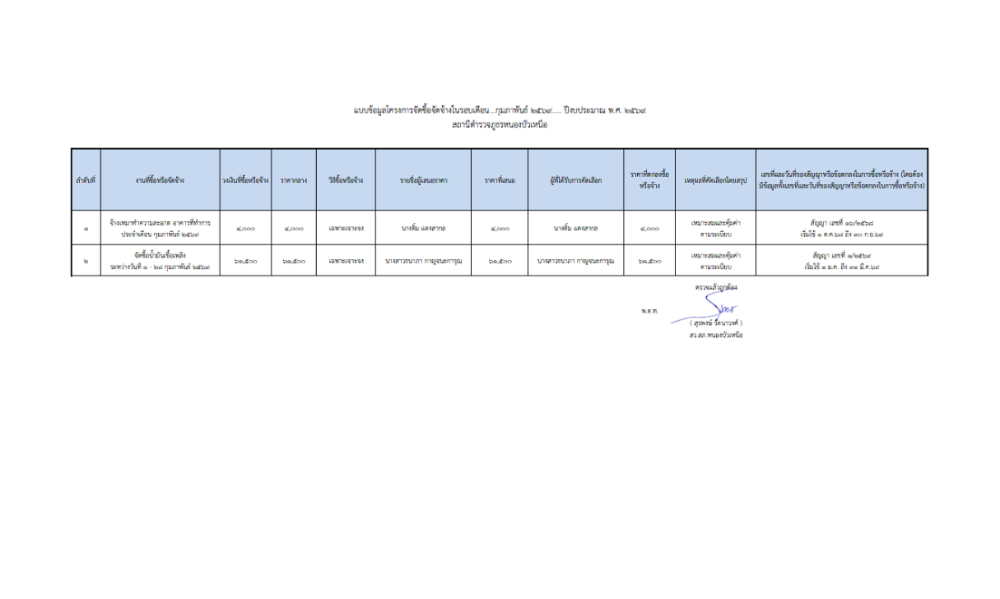 แบบข้อมูลโครงการจัดซื้อจัดจ้างในรอบเดือน....กุมภาพันธ์ ๒๕๖๙..... ปีงบประมาณ พ.ศ. ๒๕๖๙
สถานีตำรวจภูธรหนองบัวเหนือ
ลำดับที่ งานที่ซื้อหรือจัดจ้าง วงเงินที่ซื้อหรือจ้าง ราคากลาง วิธีซื้อหรือจ้าง รายชื่อผู้เสนอราคา ราคาที่เสนอ ผู้ที่ได้รับการคัดเลือก ราคาที่ตกลงซื้อหรือจ้าง เหตุผลที่คัดเลือกโดยสรุป เลขที่และวันที่ของสัญญาหรือข้อตกลงในการซื้อหรือจ้าง (โดยต้องมีข้อมูลทั้งเลขที่และวันที่ของสัญญาหรือข้อตกลงในการซื้อหรือจ้าง)
จ้างเหมาทำความสะอาด อาคารที่ทำการ เหมาะสมและคุ้มค่า สัญญา เลขที่ ๑๖/๒๕๖๘
๑ ๔,๐๐๐ ๔,๐๐๐ เฉพาะเจาะจง นางติ๋ม แดงสากล ๔,๐๐๐ นางติ๋ม แดงสากล ๔,๐๐๐
ประจำเดือน กุมภาพันธ์ ๒๕๖๙ ตามระเบียบ เริ่มใช้ ๑ ต.ค.๖๘ ถึง ๓๐ ก.ย.๖๙
จัดซื้อน้ำมันเชื้อเพลิง เหมาะสมและคุ้มค่า สัญญา เลขที่ ๑/๒๕๖๙
๒ ๖๑,๕๐๐ ๖๑,๕๐๐ เฉพาะเจาะจง กาญจนะการุณ ๖๑,๕๐๐ กาญจนะการุณ ๖๑,๕๐๐
ระหว่างวันที่ ๑ - ๒๘ กุมภาพันธ์ ๒๕๖๙ ตามระเบียบ เริ่มใช้ ๑ ม.ค. ถึง ๓๑ มี.ค.๖๙
ตรวจแล้วถูกต้อง
พ.ต.ท.
( สุรพงษ์ รัตนาวงศ์ )
สว.สภ.หนองบัวเหนือ